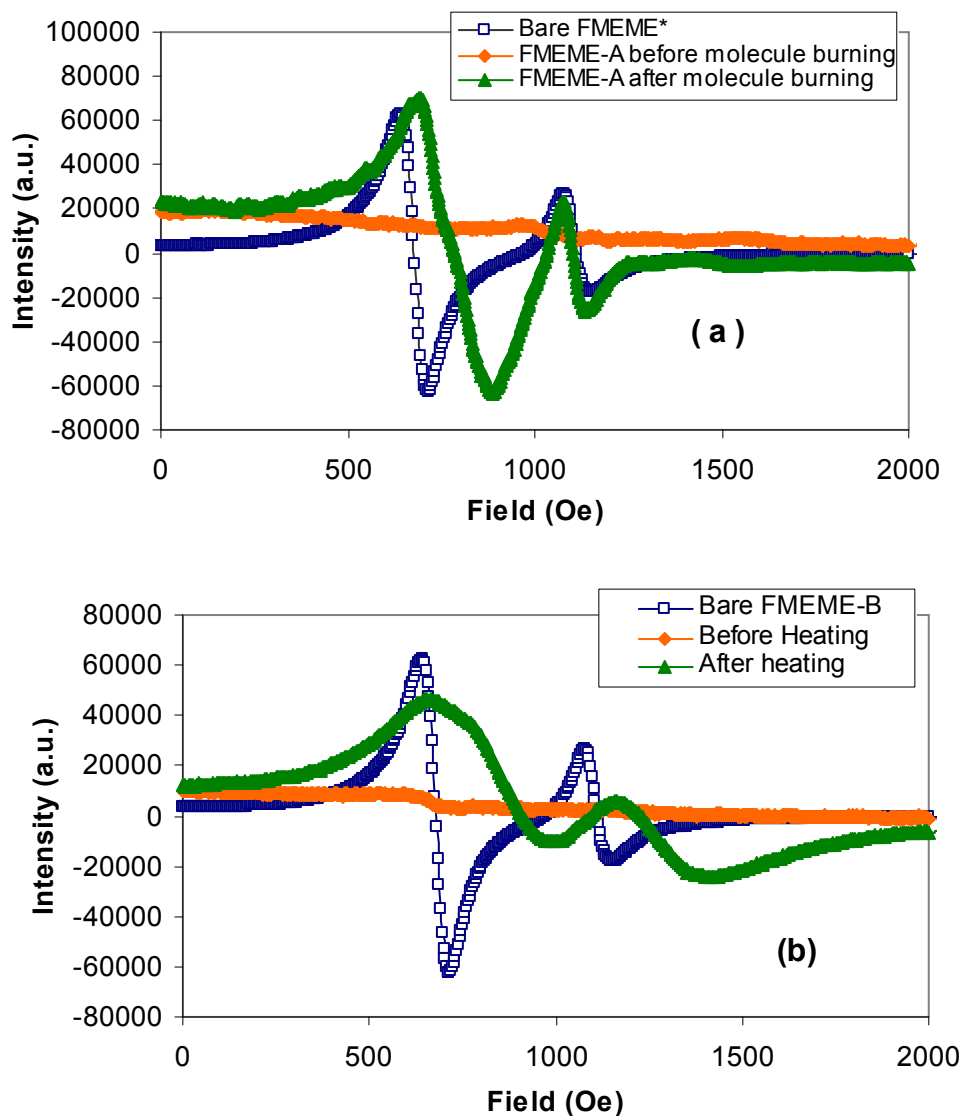 100000
80000
60000
40000
20000
0
-20000
-40000
-60000
-80000
Intensity (a.u.)
Bare FMEME*
FMEME-A before molecule burning
FMEME-A after molecule burning
( a )
0 500 1000 1500 2000
Field (Oe)
80000
60000
40000
20000
0
-20000
-40000
-60000
-80000
Intensity (a.u.)
Bare FMEME-B
Before Heating
After heating
(b)
0 500 1000 1500 2000
Field (Oe)